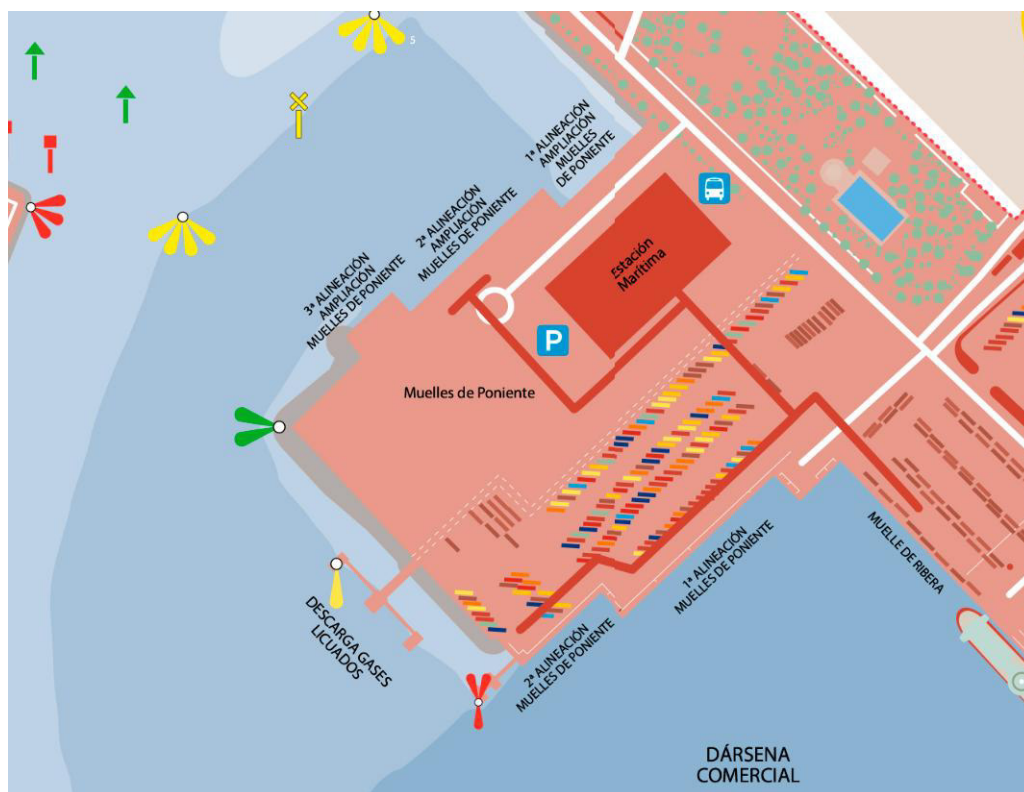 5
1ª ALINEACIÓN
AMPLIACIÓN
MUELLES
DE PONIENTE
2ª ALINEACIÓN
AMPLIACIÓN
MUELLES DE PONIENTE
3ª ALINEACIÓN
AMPLIACIÓN
MUELLES DE PONIENTE
Estación
Marítima
P
Muelles de Poniente
1ª ALINEACIÓN
MUELLES DE PONIENTE
MUELLE DE RIBERA
DESCARGA GASES
LICUADOS
2ª ALINEACIÓN
MUELLES DE PONIENTE
DÁRSENA
COMERCIAL